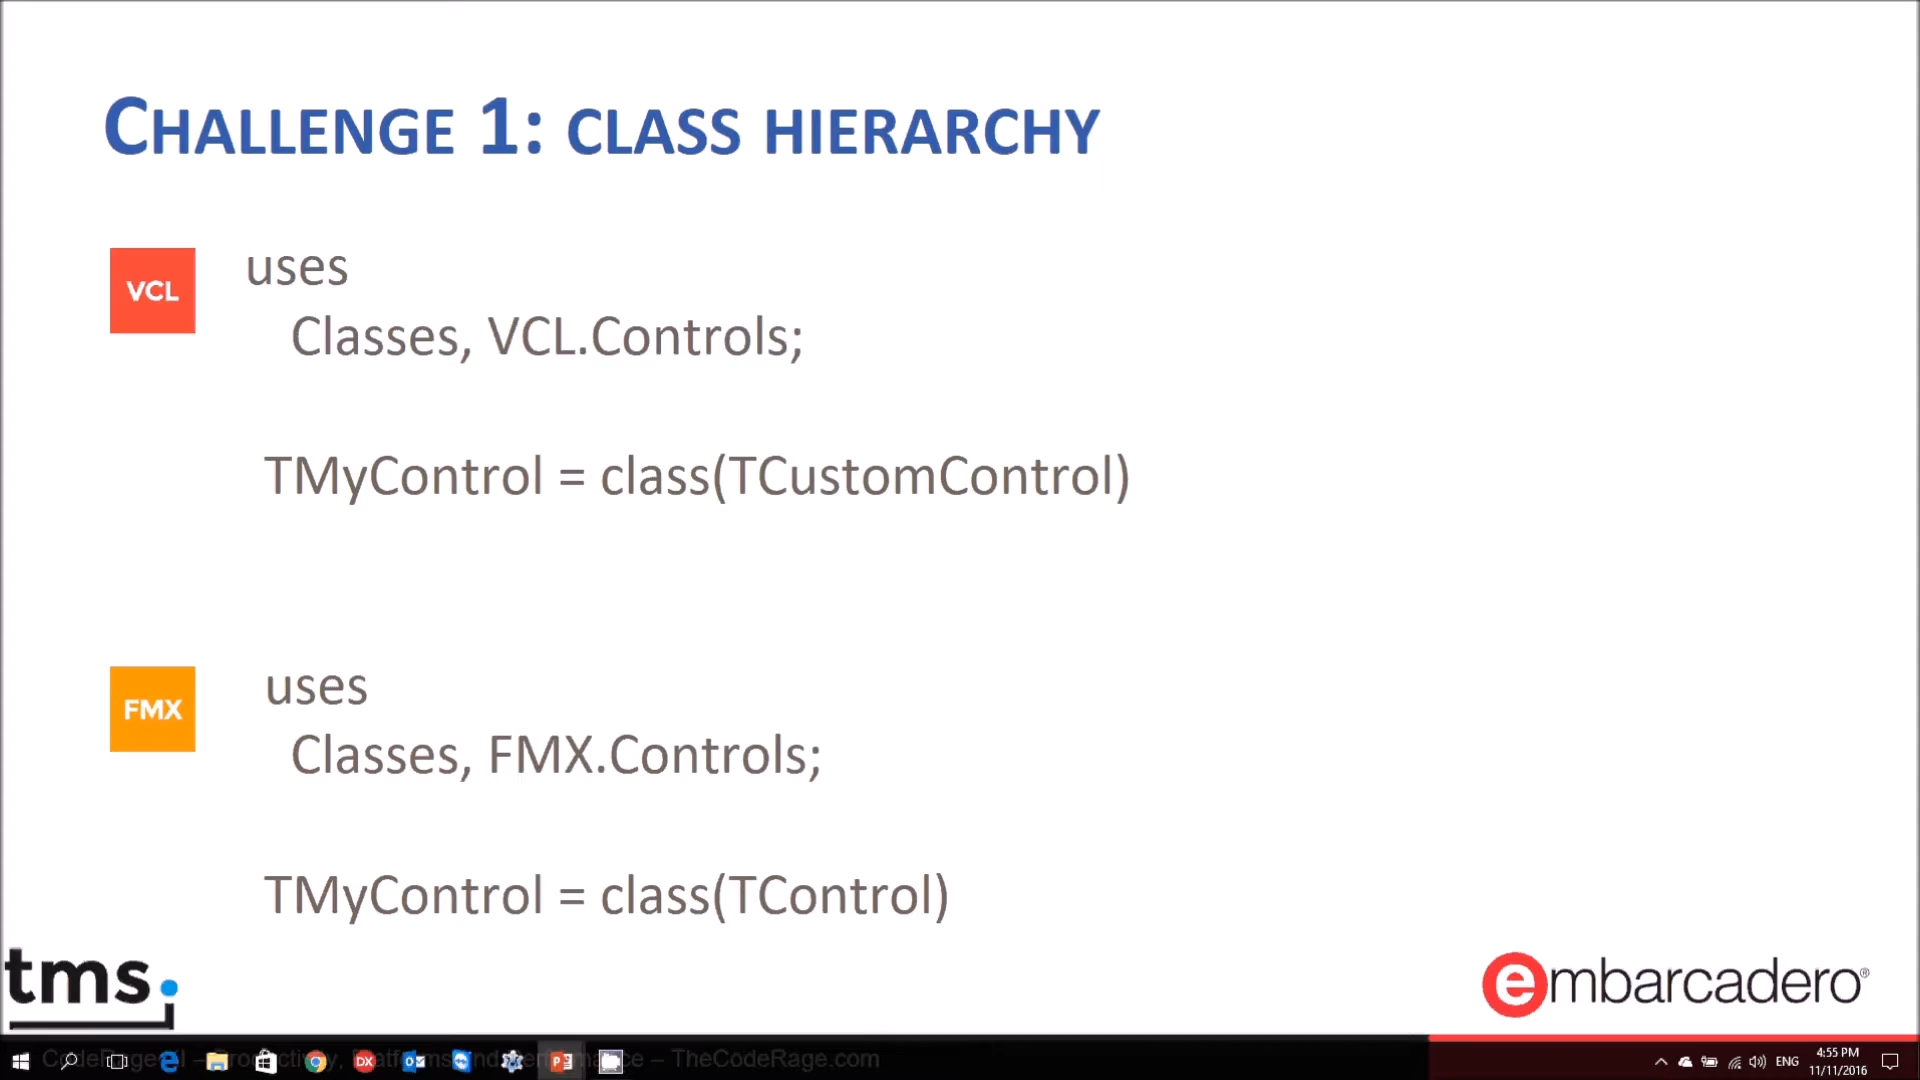 CHALLENGE 1: CLASS HIERARCHY
VCL
uses
Classes, VCL.Controls;
TMyControl = class(TCustomControl)
FMX
uses
Classes, FMX.Controls;
TMyControl = class(TControl)
tms
embarcadero®
– TheCodeRage.com
DX
ENG
4:55 PM
11/11/2016